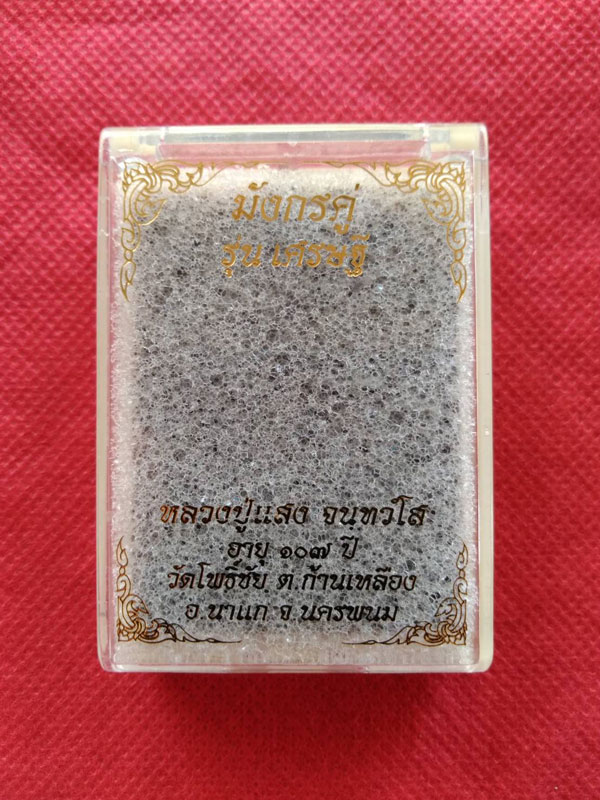 มังกรคู่
รุ่น เศรษฐี
หลวงปู่แสง จนฺทวํโส
อายุ ๑๐๗ ปี
วัดโพธิ์ชัย ต.ก้านเหลือง
อ.นาแก จ.นครพนม